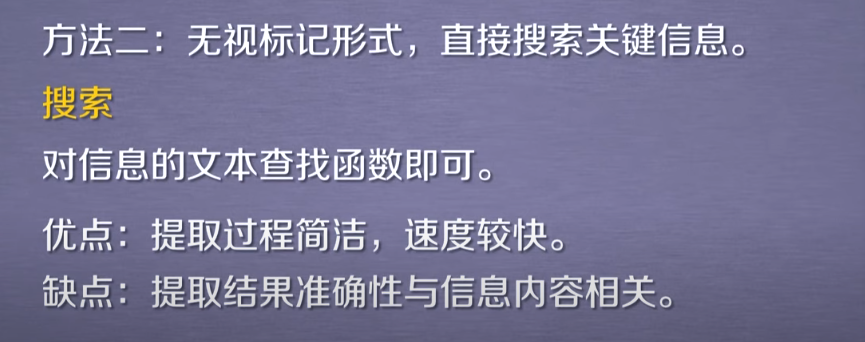 方法二：无视标记形式，直接搜索关键信息。
搜索
对信息的文本查找函数即可。
优点：提取过程简洁，速度较快。
缺点：提取结果准确性与信息内容相关。